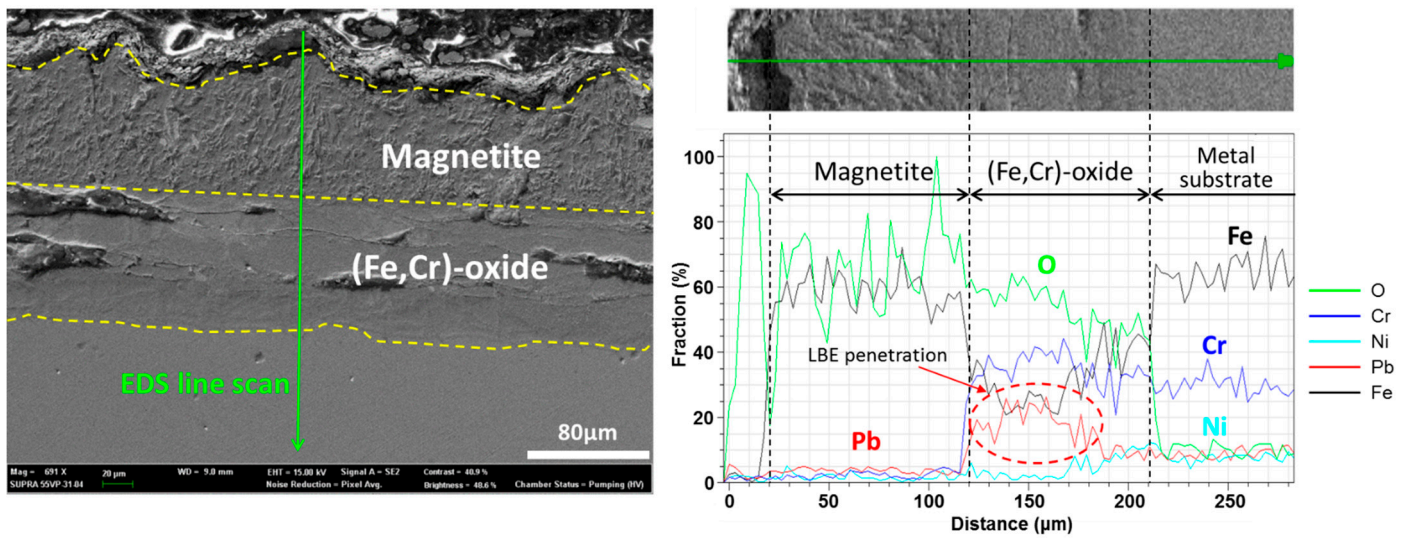 Magnetite
(Fe,Cr)-oxide
EDS line scan
80μm
Mag = 691 X
20 μm
WD = 9.0 mm
EHT = 15.00 kV
Signal A = SE2
Contrast = 40.9 %
SUPRA 55VP-31-84
Noise Reduction = Pixel Avg.
Brightness = 48.6 %
Chamber Status = Pumping (HV)
Magnetite
(Fe,Cr)-oxide
Metal
substrate
Fe
O
Cr
LBE penetration
Pb
Ni
Fraction (%)
100
80
60
40
20
0
0
50
100
150
200
250
Distance (μm)
O
Cr
Ni
Pb
Fe